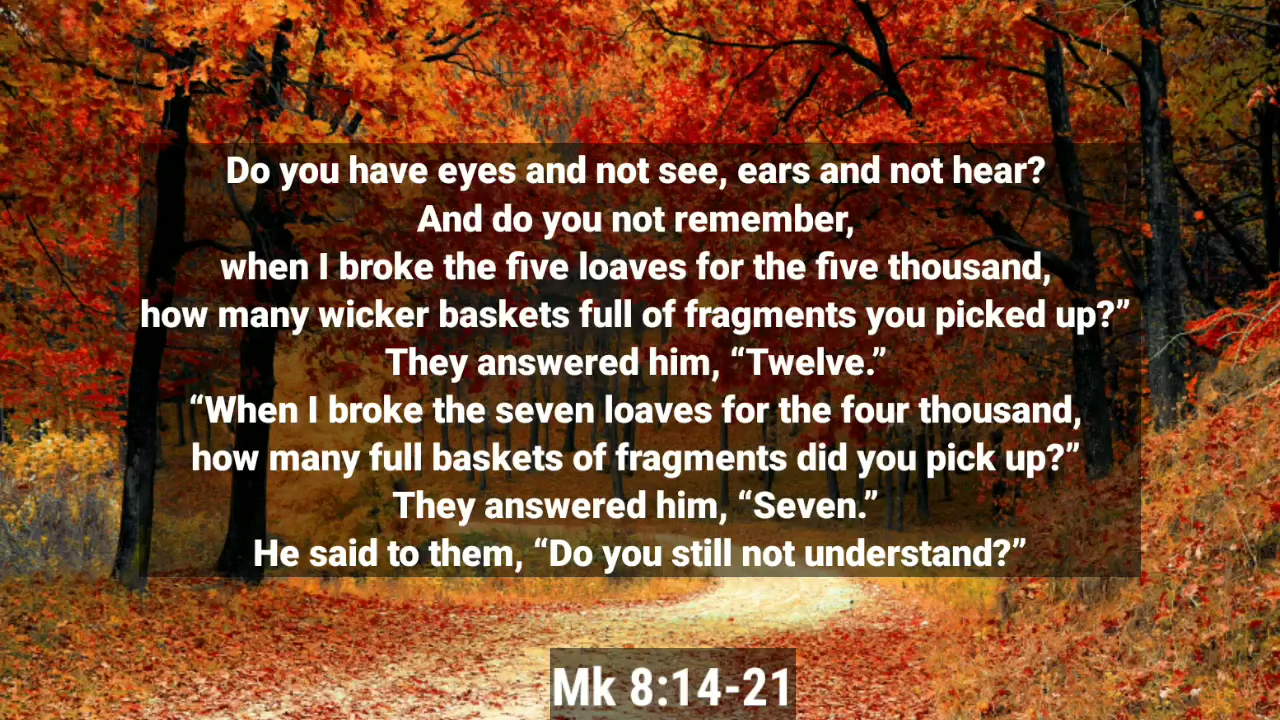 Do you have eyes and not see, ears and not hear?
And do you not remember,
when I broke the five loaves for the five thousand,
how many wicker baskets full of fragments you picked up?”
They answered him, “Twelve.”
“When I broke the seven loaves for the four thousand,
how many full baskets of fragments did you pick up?”
They answered him, “Seven.”
He said to them, “Do you still not understand?”
Mk 8:14-21